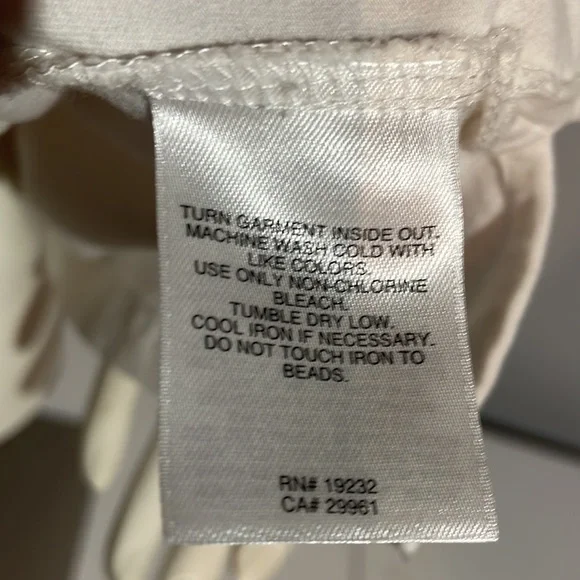 TURN GARMENT INSIDE OUT.
MACHINE WASH COLD WITH
LIKE COLORS.
USE ONLY NON-CHLORINE
BLEACH.
TUMBLE DRY LOW.
COOL IRON IF NECESSARY.
DO NOT TOUCH IRON TO
BEADS.
RN# 19232
CA# 29961